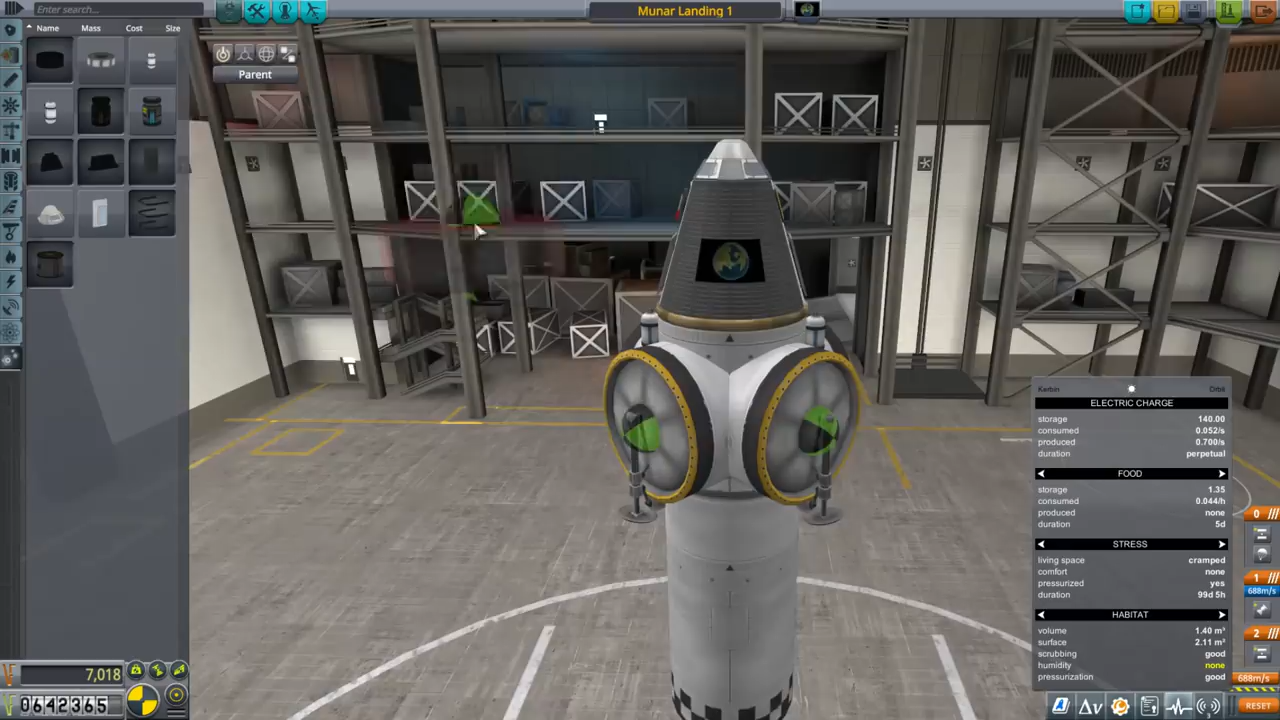 Enter search...
Munar Landing 1
Name Mass Cost Size
Parent
Kerbin Orbit
ELECTRIC CHARGE
storage 140.00
consumed 0.052/s
produced 0.700/s
duration perpetual
FOOD
storage 1.35
consumed 0.044/h
produced none
duration 5d
STRESS
living space cramped
comfort none
pressurized yes
duration 99d 5h
HABITAT
volume 1.40 m³
surface 2.11 m²
scrubbing good
humidity none
pressurization good
0
1
688m/s
2
688m/s
7,018
0642365
Δv
RESET